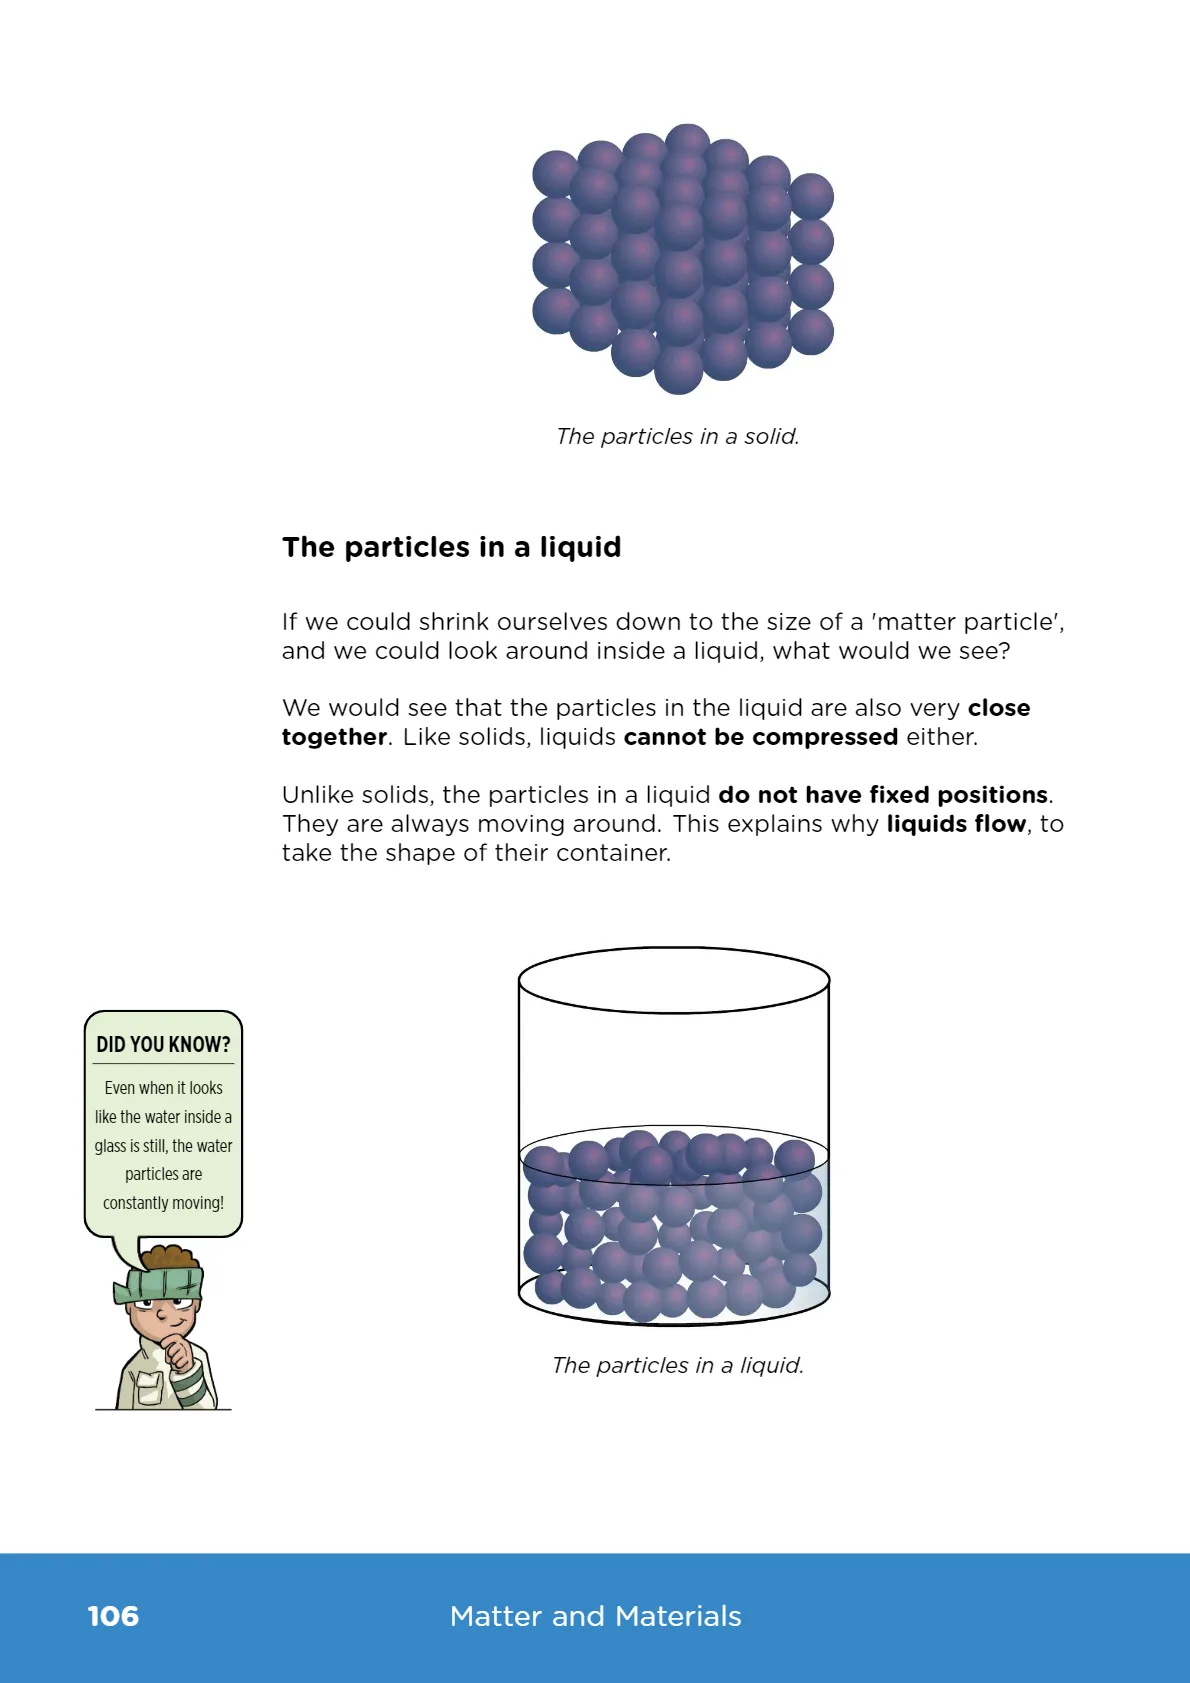 The particles in a solid.
The particles in a liquid
If we could shrink ourselves down to the size of a 'matter particle',
and we could look around inside a liquid, what would we see?
We would see that the particles in the liquid are also very close
together. Like solids, liquids cannot be compressed either.
Unlike solids, the particles in a liquid do not have fixed positions.
They are always moving around. This explains why liquids flow, to
take the shape of their container.
DID YOU KNOW?
Even when it looks
like the water inside a
glass is still, the water
particles are
constantly moving!
The particles in a liquid.
106
Matter and Materials